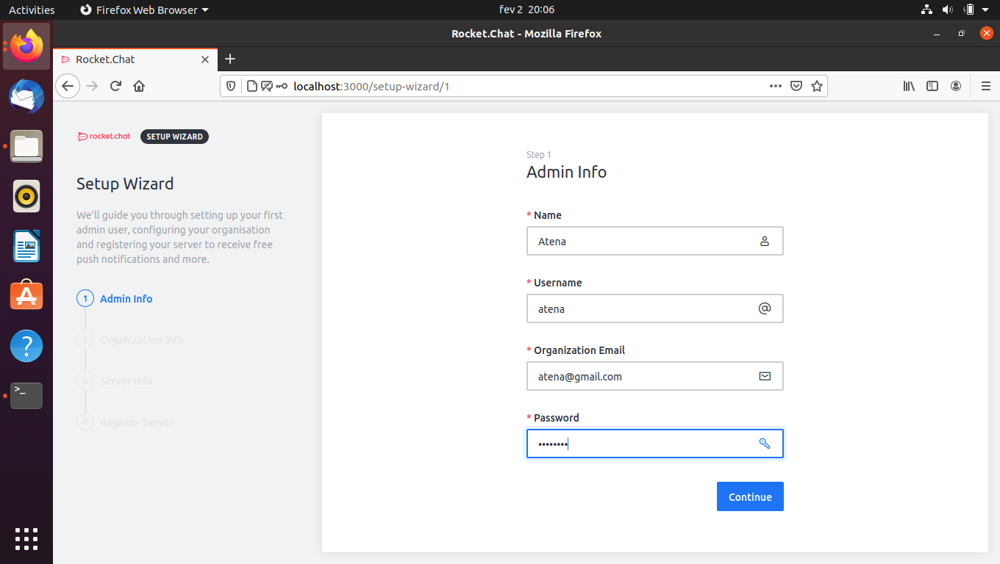 Activities
Firefox Web Browser
fev 2 20:06
Rocket.Chat - Mozilla Firefox
Rocket.Chat
localhost:3000/setup-wizard/1
rocket.chat
SETUP WIZARD
Setup Wizard
We'll guide you through setting up your first
admin user, configuring your organisation
and registering your server to receive free
push notifications and more.
1 Admin Info
2 Organization Info
3 Server Info
4 Register Server
Step 1
Admin Info
* Name
Atena
* Username
atena
@
* Organization Email
atena@gmail.com
* Password
••••••••
Continue